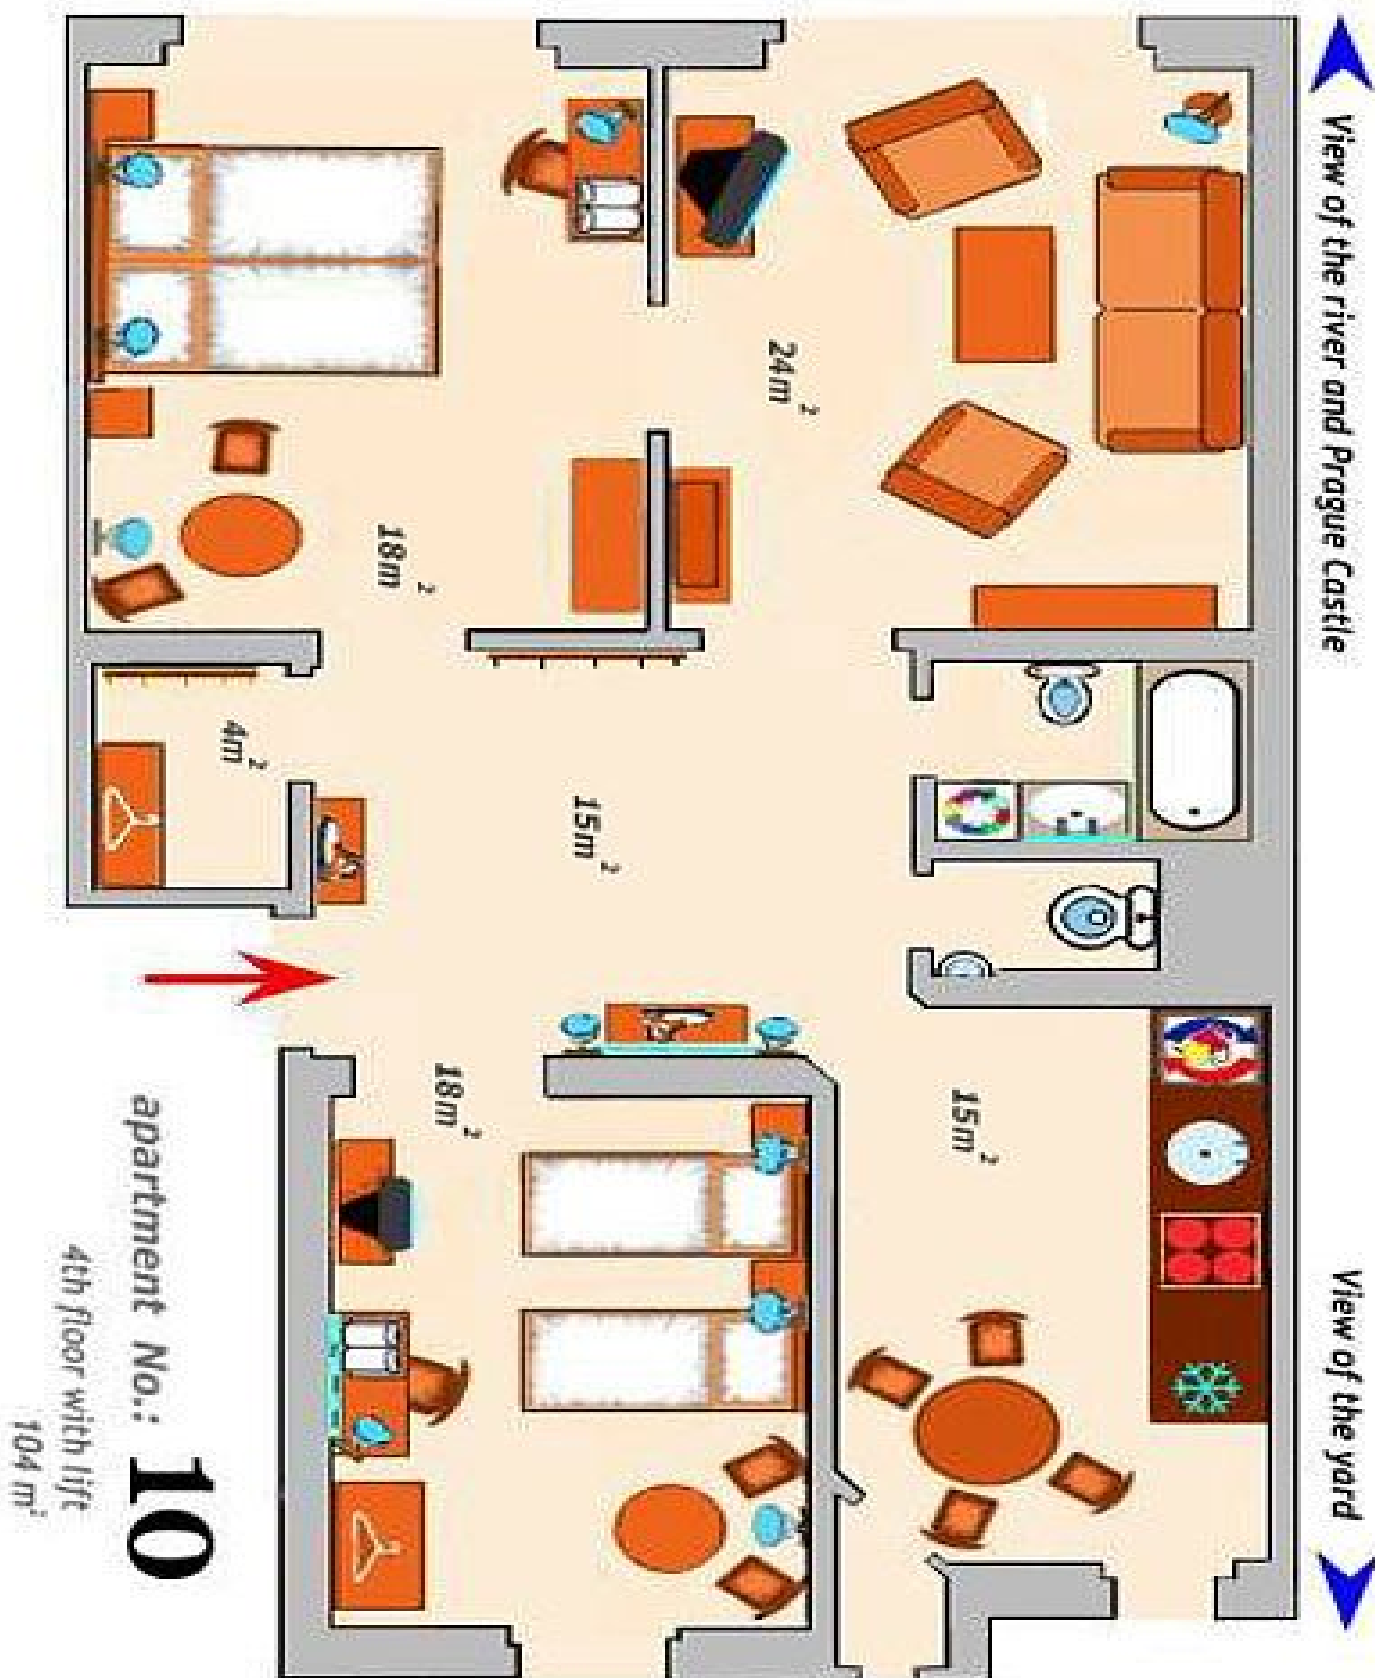 View of the river and Prague Castle
View of the yard
24m²
18m²
4m²
15m²
15m²
18m²
apartment No.: 10
4th floor with lift
104 m²